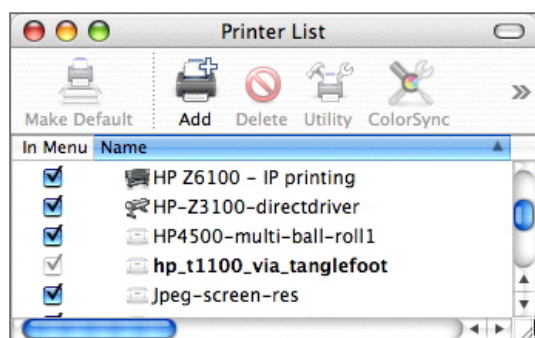 Printer List
Make Default Add Delete Utility ColorSync
In Menu Name
HP Z6100 - IP printing
HP-Z3100-directdriver
HP4500-multi-ball-roll1
hp_t1100_via_tanglefoot
Jpeg-screen-res